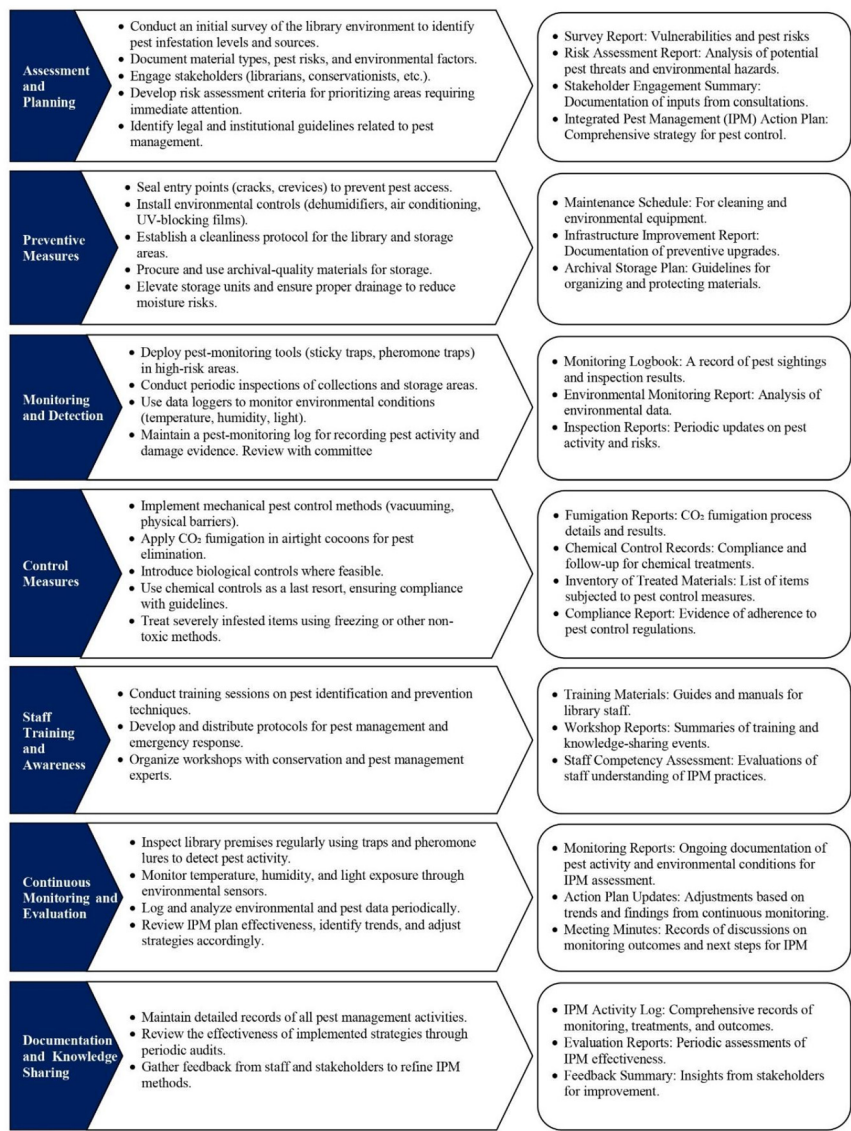 Assessment
and
Planning
• Conduct an initial survey of the library environment to identify
pest infestation levels and sources.
• Document material types, pest risks, and environmental factors.
• Engage stakeholders (librarians, conservationists, etc.).
• Develop risk assessment criteria for prioritizing areas requiring
immediate attention.
• Identify legal and institutional guidelines related to pest
management.
• Survey Report: Vulnerabilities and pest risks
• Risk Assessment Report: Analysis of potential
pest threats and environmental hazards.
• Stakeholder Engagement Summary:
Documentation of inputs from consultations.
• Integrated Pest Management (IPM) Action Plan:
Comprehensive strategy for pest control.
Preventive
Measures
• Seal entry points (cracks, crevices) to prevent pest access.
• Install environmental controls (dehumidifiers, air conditioning,
UV-blocking films).
• Establish a cleanliness protocol for the library and storage
areas.
• Procure and use archival-quality materials for storage.
• Elevate storage units and ensure proper drainage to reduce
moisture risks.
• Maintenance Schedule: For cleaning and
environmental equipment.
• Infrastructure Improvement Report:
Documentation of preventive upgrades.
• Archival Storage Plan: Guidelines for
organizing and protecting materials.
Monitoring
and Detection
• Deploy pest-monitoring tools (sticky traps, pheromone traps)
in high-risk areas.
• Conduct periodic inspections of collections and storage areas.
• Use data loggers to monitor environmental conditions
(temperature, humidity, light).
• Maintain a pest-monitoring log for recording pest activity and
damage evidence. Review with committee
• Monitoring Logbook: A record of pest sightings
and inspection results.
• Environmental Monitoring Report: Analysis of
environmental data.
• Inspection Reports: Periodic updates on pest
activity and risks.
Control
Measures
• Implement mechanical pest control methods (vacuuming,
physical barriers).
• Apply CO₂ fumigation in airtight cocoons for pest
elimination.
• Introduce biological controls where feasible.
• Use chemical controls as a last resort, ensuring compliance
with guidelines.
• Treat severely infested items using freezing or other non-
toxic methods.
• Fumigation Reports: CO₂ fumigation process
details and results.
• Chemical Control Records: Compliance and
follow-up for chemical treatments.
• Inventory of Treated Materials: List of items
subjected to pest control measures.
• Compliance Report: Evidence of adherence to
pest control regulations.
Staff
Training
and
Awareness
• Conduct training sessions on pest identification and prevention
techniques.
• Develop and distribute protocols for pest management and
emergency response.
• Organize workshops with conservation and pest management
experts.
• Training Materials: Guides and manuals for
library staff.
• Workshop Reports: Summaries of training and
knowledge-sharing events.
• Staff Competency Assessment: Evaluations of
staff understanding of IPM practices.
Continuous
Monitoring and
Evaluation
• Inspect library premises regularly using traps and pheromone
lures to detect pest activity.
• Monitor temperature, humidity, and light exposure through
environmental sensors.
• Log and analyze environmental and pest data periodically.
• Review IPM plan effectiveness, identify trends, and adjust
strategies accordingly.
• Monitoring Reports: Ongoing documentation of
pest activity and environmental conditions for
IPM assessment.
• Action Plan Updates: Adjustments based on
trends and findings from continuous monitoring.
• Meeting Minutes: Records of discussions on
monitoring outcomes and next steps for IPM
Documentation
and Knowledge
Sharing
• Maintain detailed records of all pest management activities.
• Review the effectiveness of implemented strategies through
periodic audits.
• Gather feedback from staff and stakeholders to refine IPM
methods.
• IPM Activity Log: Comprehensive records of
monitoring, treatments, and outcomes.
• Evaluation Reports: Periodic assessments of
IPM effectiveness.
• Feedback Summary: Insights from stakeholders
for improvement.